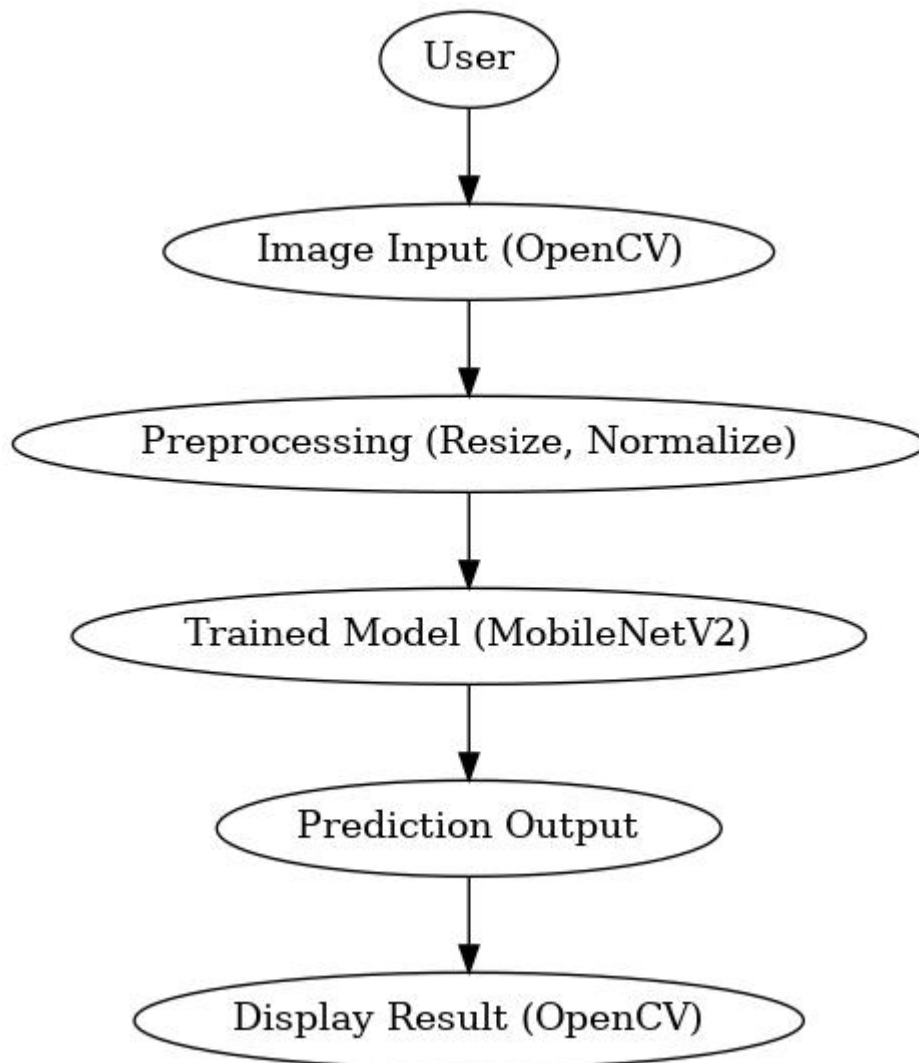 User
Image Input (OpenCV)
Preprocessing (Resize, Normalize)
Trained Model (MobileNetV2)
Prediction Output
Display Result (OpenCV)